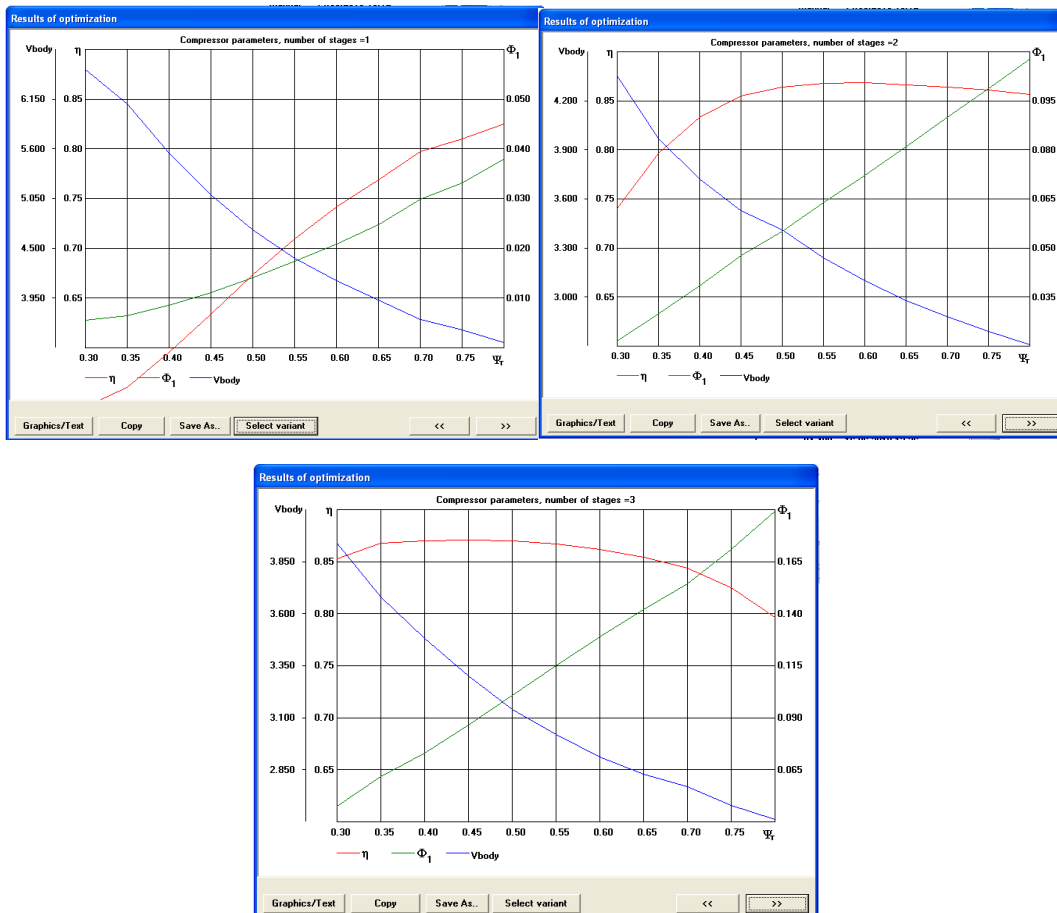 Results of optimization
Compressor parameters, number of stages =1
Vbody η Φ1
6.150 0.85 0.050
5.600 0.80 0.040
5.050 0.75 0.030
4.500 0.70 0.020
3.950 0.65 0.010
0.30 0.35 0.40 0.45 0.50 0.55 0.60 0.65 0.70 0.75 Ψr
η Φ1 Vbody
Graphics/Text Copy Save As.. Select variant << >>
Results of optimization
Compressor parameters, number of stages =2
Vbody η Φ1
4.200 0.85 0.095
3.900 0.80 0.080
3.600 0.75 0.065
3.300 0.70 0.050
3.000 0.65 0.035
0.30 0.35 0.40 0.45 0.50 0.55 0.60 0.65 0.70 0.75 Ψr
η Φ1 Vbody
Graphics/Text Copy Save As.. Select variant << >>
Results of optimization
Compressor parameters, number of stages =3
Vbody η Φ1
3.850 0.85 0.165
3.600 0.80 0.140
3.350 0.75 0.115
3.100 0.70 0.090
2.850 0.65 0.065
0.30 0.35 0.40 0.45 0.50 0.55 0.60 0.65 0.70 0.75 Ψr
η Φ1 Vbody
Graphics/Text Copy Save As.. Select variant << >>